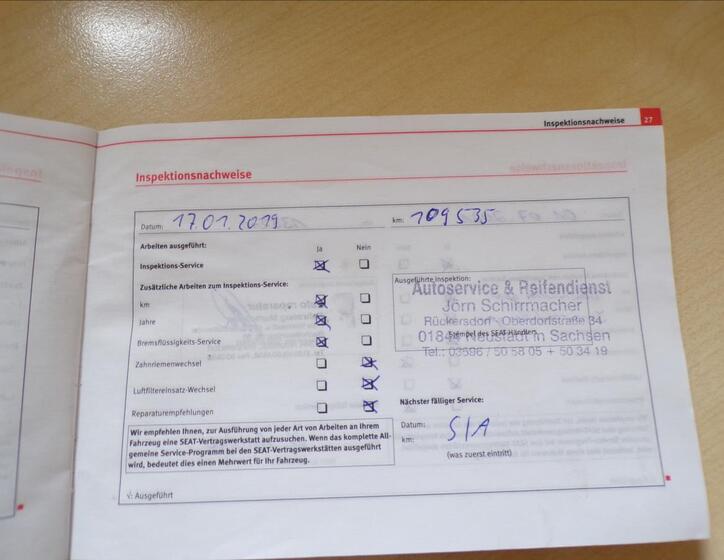 Inspektionsnachweise 27
Inspektionsnachweise
Datum: 17.01.2019 km: 109535
Arbeiten ausgeführt: Ja Nein
Inspektions-Service
Zusätzliche Arbeiten zum Inspektions-Service:
km
Jahre
Bremsflüssigkeits-Service
Zahnriemenwechsel
Luftfiltereinsatz-Wechsel
Reparaturempfehlungen
Wir empfehlen Ihnen, zur Ausführung von jeder Art von Arbeiten an Ihrem
Fahrzeug eine SEAT-Vertragswerkstatt aufzusuchen. Wenn das komplette All-
gemeine Service-Programm bei den SEAT-Vertragswerkstätten ausgeführt
wird, bedeutet dies einen Mehrwert für Ihr Fahrzeug.
√: Ausgeführt
Ausgeführte Inspektion:
Autoservice & Reifendienst
Jörn Schirrmacher
Rückersdorf - Oberdorfstraße 34
01844 Neustadt in Sachsen
Stempel des SEAT-Händlers
Tel.: 03596 / 50 58 05 + 50 34 19
Nächster fälliger Service:
Datum:
km: SIA
(was zuerst eintritt)